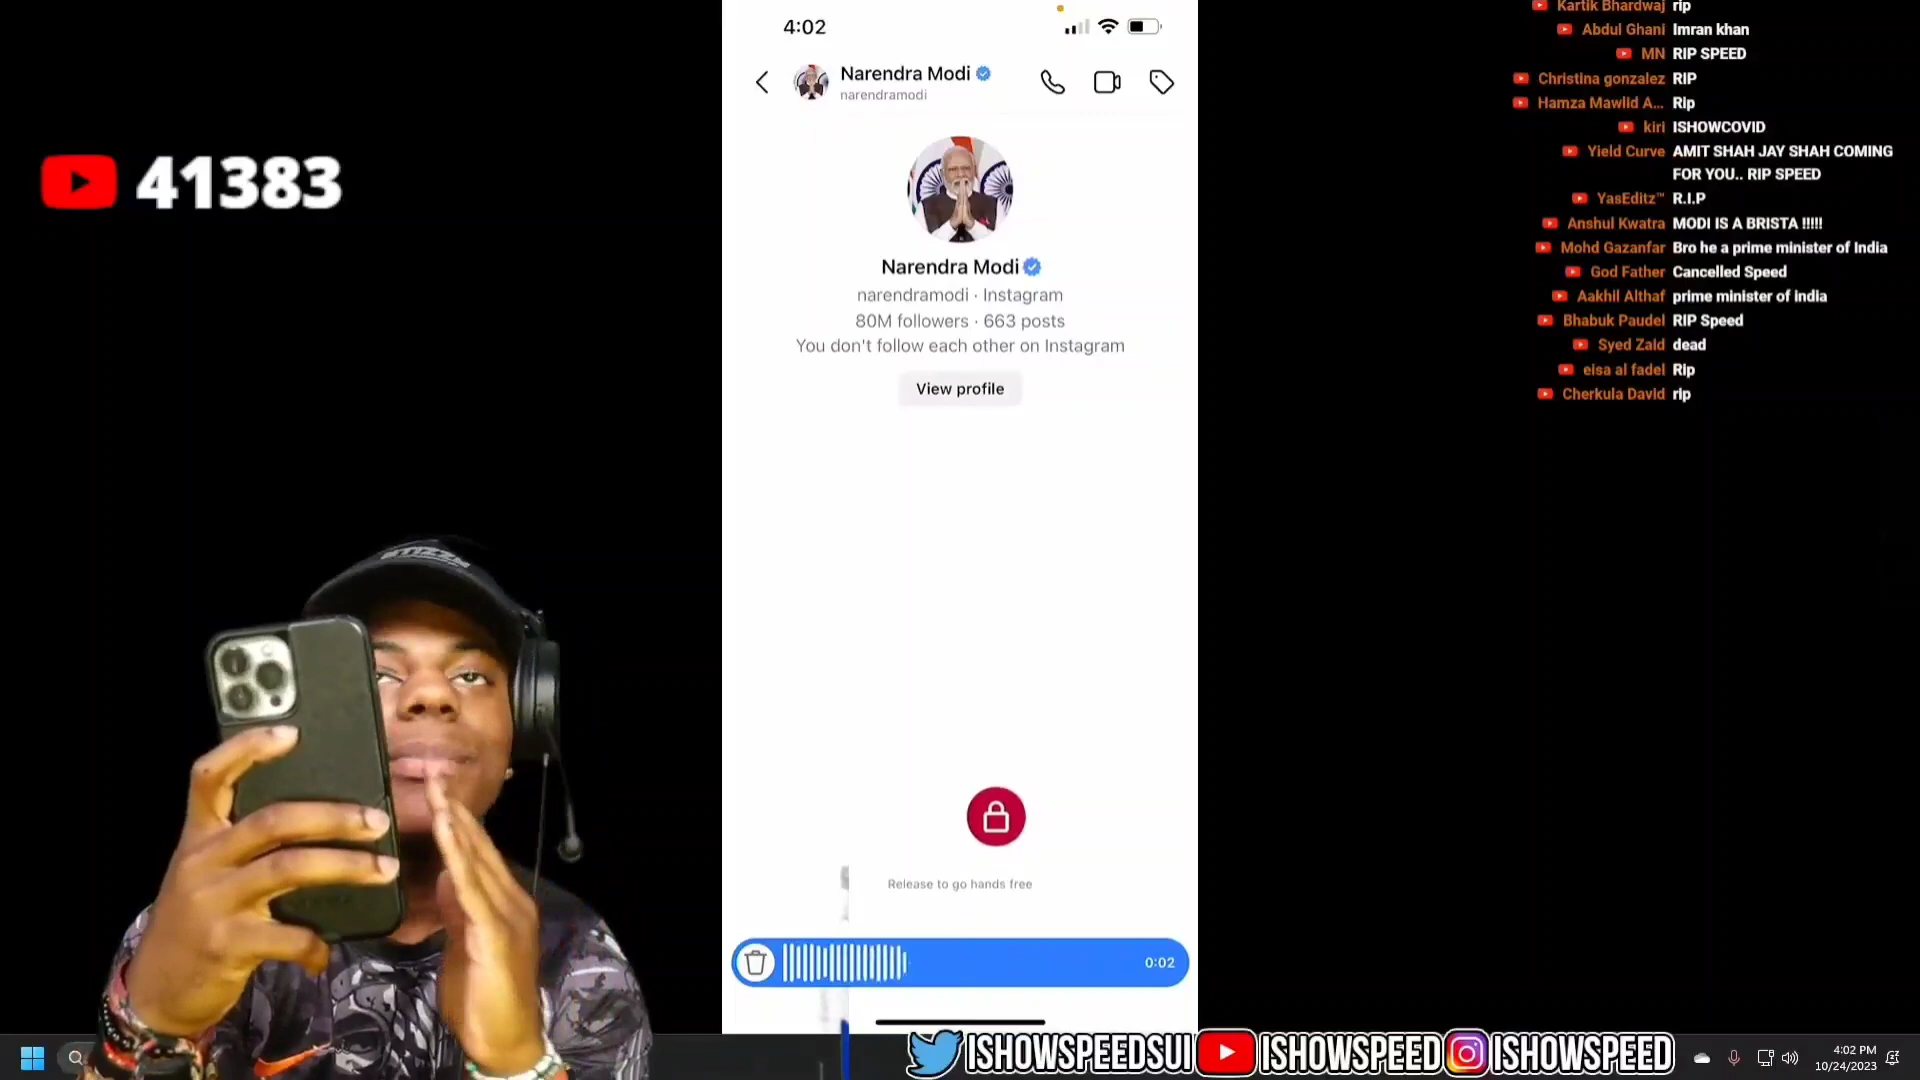 41383
4:02
Narendra Modi
narendramodi
Narendra Modi
narendramodi · Instagram
80M followers · 663 posts
You don't follow each other on Instagram
View profile
Release to go hands free
0:02
Kartik Bhardwaj rip
Abdul Ghani Imran khan
MN RIP SPEED
Christina gonzalez RIP
Hamza Mawlid A... Rip
kiri ISHOWCOVID
Yield Curve AMIT SHAH JAY SHAH COMING
FOR YOU.. RIP SPEED
YasEditz™ R.I.P
Anshul Kwatra MODI IS A BRISTA !!!!!
Mohd Gazanfar Bro he a prime minister of India
God Father Cancelled Speed
Aakhil Althaf prime minister of india
Bhabuk Paudel RIP Speed
Syed Zaid dead
eisa al fadel Rip
Cherkula David rip
ISHOWSPEEDSUI ISHOWSPEED ISHOWSPEED
4:02 PM
10/24/2023